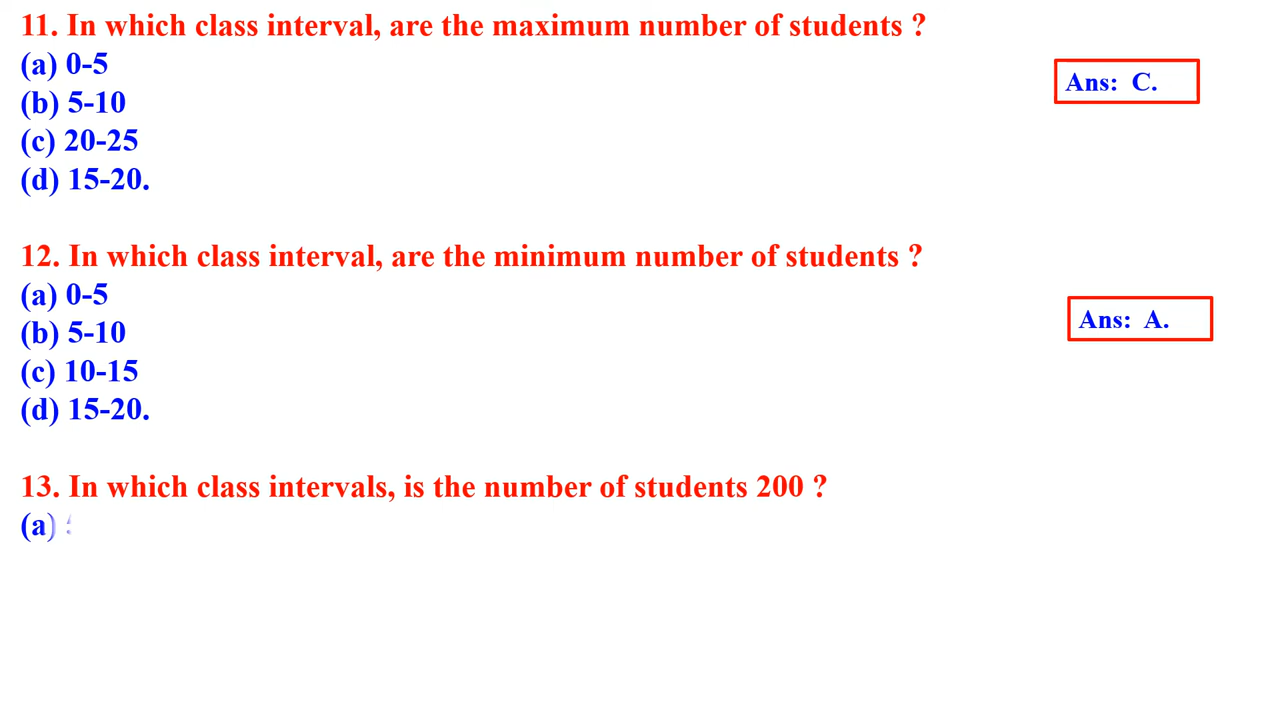 11. In which class interval, are the maximum number of students ?
(a) 0-5
Ans: C.
(b) 5-10
(c) 20-25
(d) 15-20.
12. In which class interval, are the minimum number of students ?
(a) 0-5
Ans: A.
(b) 5-10
(c) 10-15
(d) 15-20.
13. In which class intervals, is the number of students 200 ?
(a)